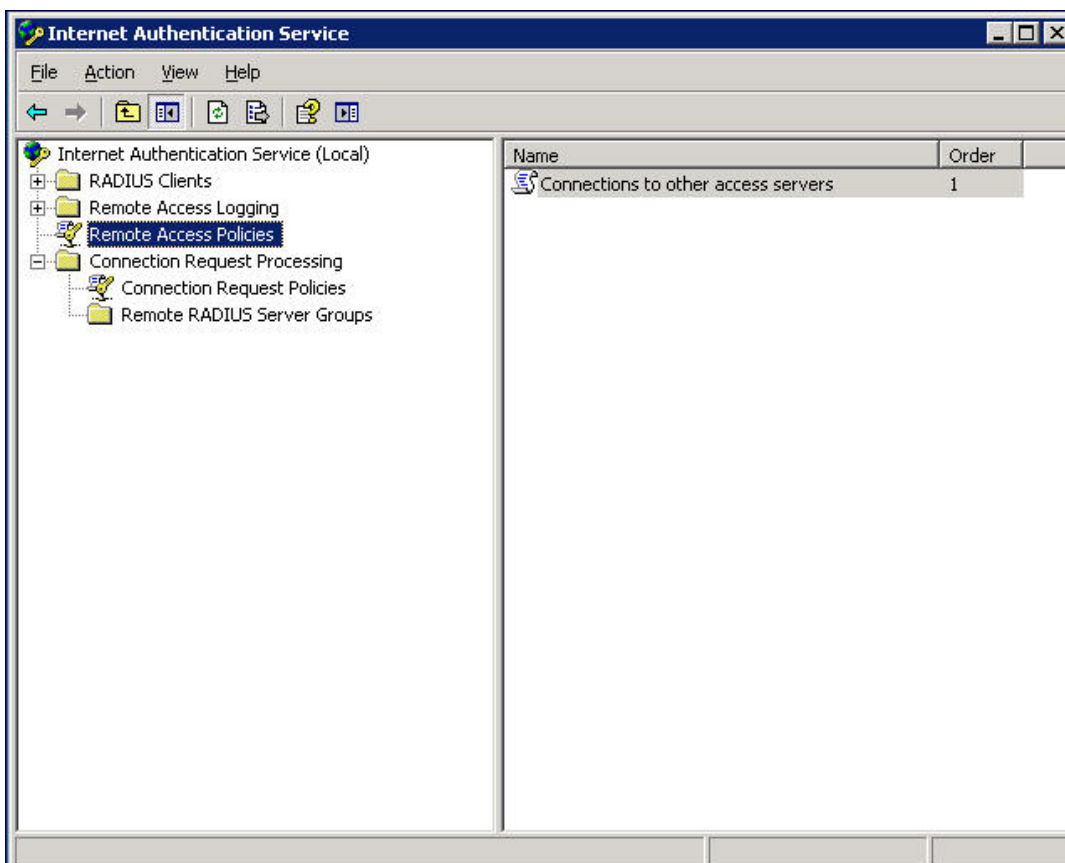 Internet Authentication Service
File Action View Help
Internet Authentication Service (Local)
RADIUS Clients
Remote Access Logging
Remote Access Policies
Connection Request Processing
Connection Request Policies
Remote RADIUS Server Groups
Name Order
Connections to other access servers 1